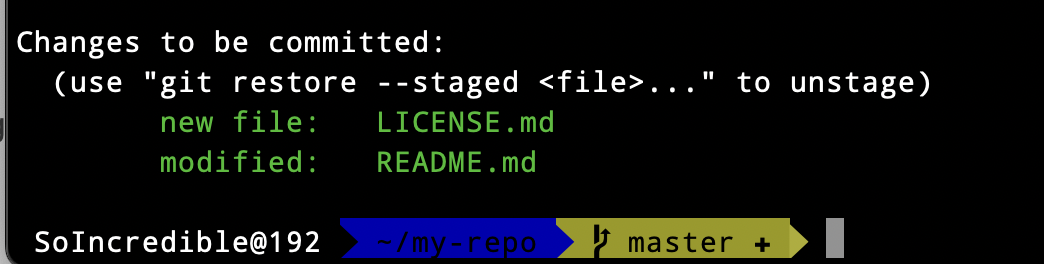 Changes to be committed:
(use "git restore --staged <file>..." to unstage)
new file: LICENSE.md
modified: README.md
SoIncredible@192 ~/my-repo master +